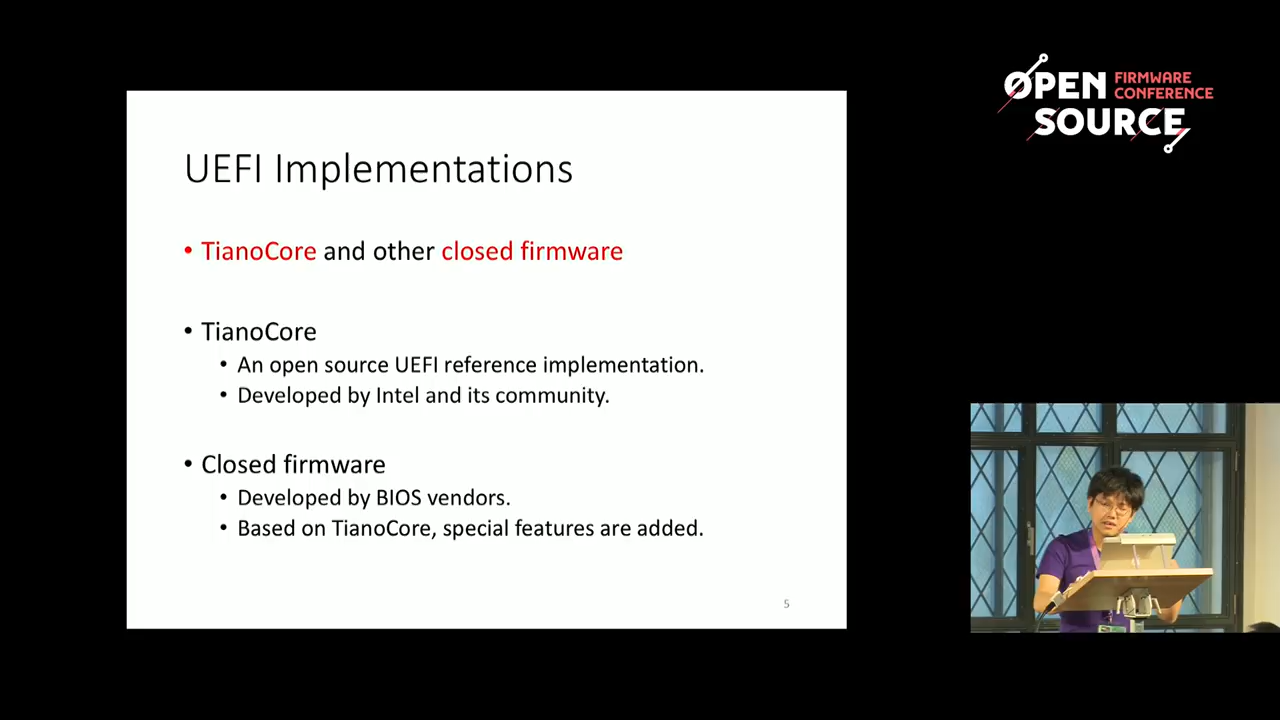 OPEN FIRMWARE
CONFERENCE
SOURCE
UEFI Implementations
• TianoCore and other closed firmware
• TianoCore
• An open source UEFI reference implementation.
• Developed by Intel and its community.
• Closed firmware
• Developed by BIOS vendors.
• Based on TianoCore, special features are added.
5